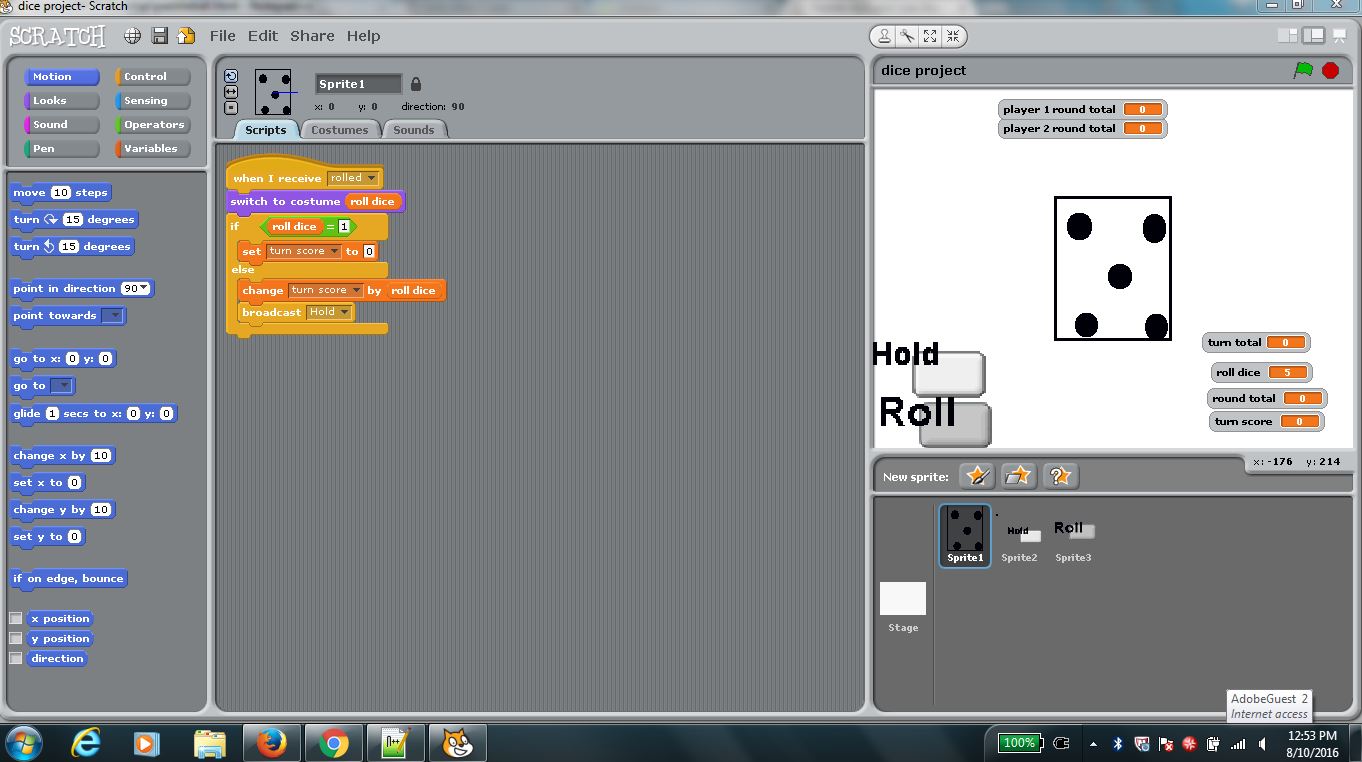 dice project- Scratch
SCRATCH File Edit Share Help
Motion Control
Looks Sensing
Sound Operators
Pen Variables
move 10 steps
turn 15 degrees
turn 15 degrees
point in direction 90
point towards
go to x: 0 y: 0
go to
glide 1 secs to x: 0 y: 0
change x by 10
set x to 0
change y by 10
set y to 0
if on edge, bounce
x position
y position
direction
Sprite1
x: 0 y: 0 direction: 90
Scripts Costumes Sounds
when I receive rolled
switch to costume roll dice
if roll dice = 1
set turn score to 0
else
change turn score by roll dice
broadcast Hold
dice project
player 1 round total 0
player 2 round total 0
Hold
Roll
turn total 0
roll dice 5
round total 0
turn score 0
x: -176 y: 214
New sprite:
Hold Roll
Sprite1 Sprite2 Sprite3
Stage
AdobeGuest 2
Internet access
100%
12:53 PM
8/10/2016